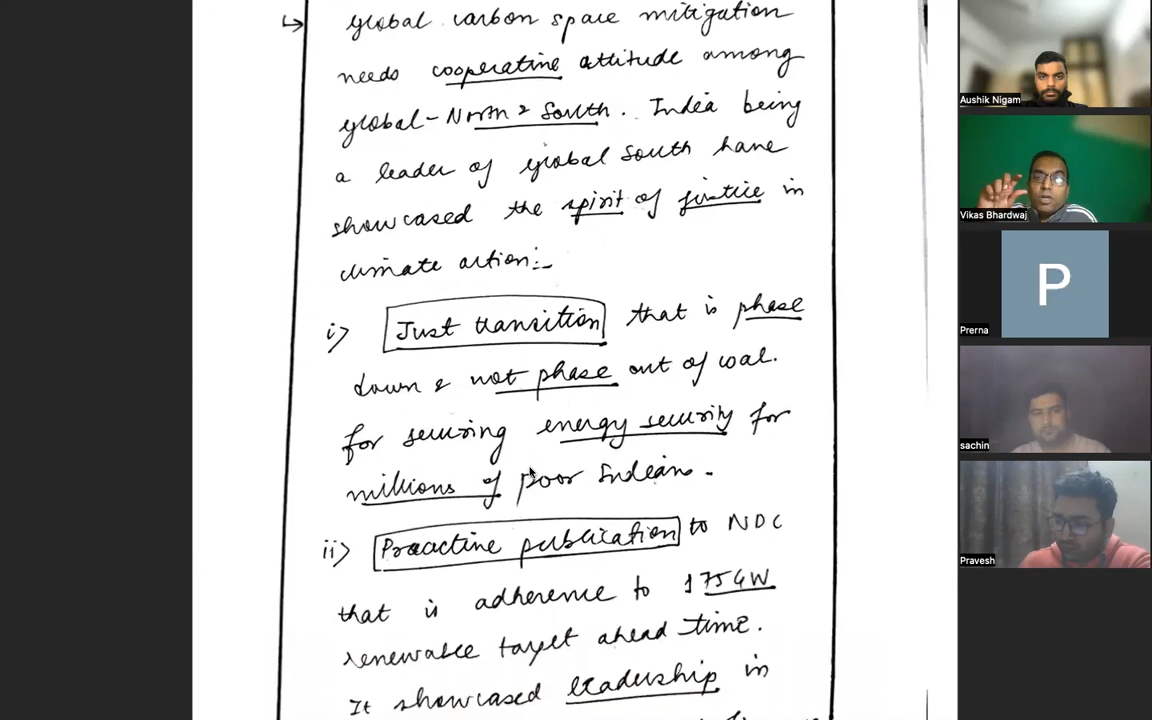 ↳ global carbon space mitigation
needs cooperative attitude among
global-North & South. India being
a leader of global south have
showcased the spirit of justice in
climate action:-
i) Just transition that is phase
down & not phase out of coal.
for securing energy security for
millions of poor Indians.
ii) Proactive publication to NDC
that is adherence to 175GW
renewable target ahead time.
It showcased leadership in
Aushik Nigam
Vikas Bhardwaj
P
Prerna
sachin
Pravesh